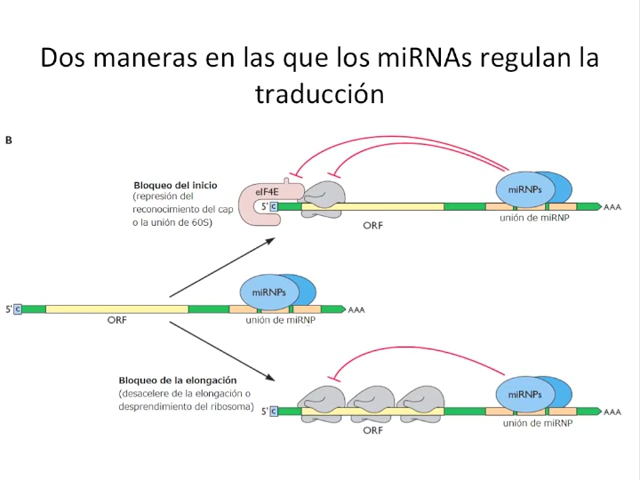 Dos maneras en las que los miRNAs regulan la
traducción
B
Bloqueo del inicio
(represión del
reconocimiento del cap
o la unión de 60S)
eIF4E
5' C
ORF
miRNPs
AAA
unión de miRNP
5' C
ORF
miRNPs
AAA
unión de miRNP
Bloqueo de la elongación
(desacelere de la elongación o
desprendimiento del ribosoma)
5' C
ORF
miRNPs
AAA
unión de miRNP